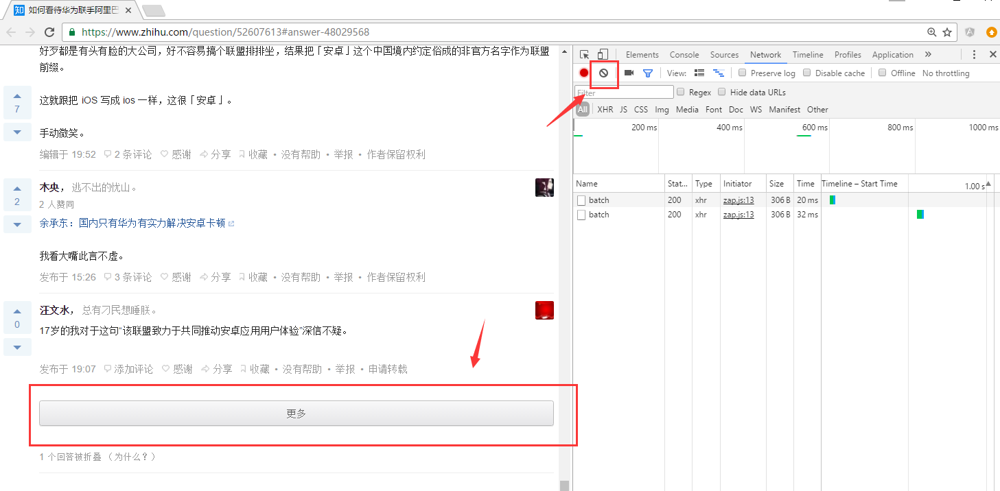 知 如何看待华为联手阿里巴
https://www.zhihu.com/question/52607613#answer-48029568
好歹都是有头有脸的大公司，好不容易搞个联盟排排坐，结果把「安卓」这个中国境内约定俗成的非官方名字作为联盟
前缀。
7
这就跟把 iOS 写成 ios 一样，这很「安卓」。
手动微笑。
编辑于 19:52 2 条评论 感谢 分享 收藏 • 没有帮助 • 举报 • 作者保留权利
木央，逃不出的忧山。
2
2 人赞同
余承东：国内只有华为有实力解决安卓卡顿
我看大嘴此言不虚。
发布于 15:26 3 条评论 感谢 分享 收藏 • 没有帮助 • 举报 • 作者保留权利
汪文水，总有刁民想睡朕。
0
17岁的我对于这句“该联盟致力于共同推动安卓应用用户体验”深信不疑。
发布于 19:07 添加评论 感谢 分享 收藏 • 没有帮助 • 举报 • 申请转载
更多
1 个回答被折叠 （为什么？）
Elements Console Sources Network Timeline Profiles Application »
View: Preserve log Disable cache Offline No throttling
Filter Regex Hide data URLs
All XHR JS CSS Img Media Font Doc WS Manifest Other
200 ms 400 ms 600 ms 800 ms 1000 ms
Name Stat... Type Initiator Size Time Timeline – Start Time 1.00 s
batch 200 xhr zap.js:13 306 B 20 ms
batch 200 xhr zap.js:13 306 B 32 ms